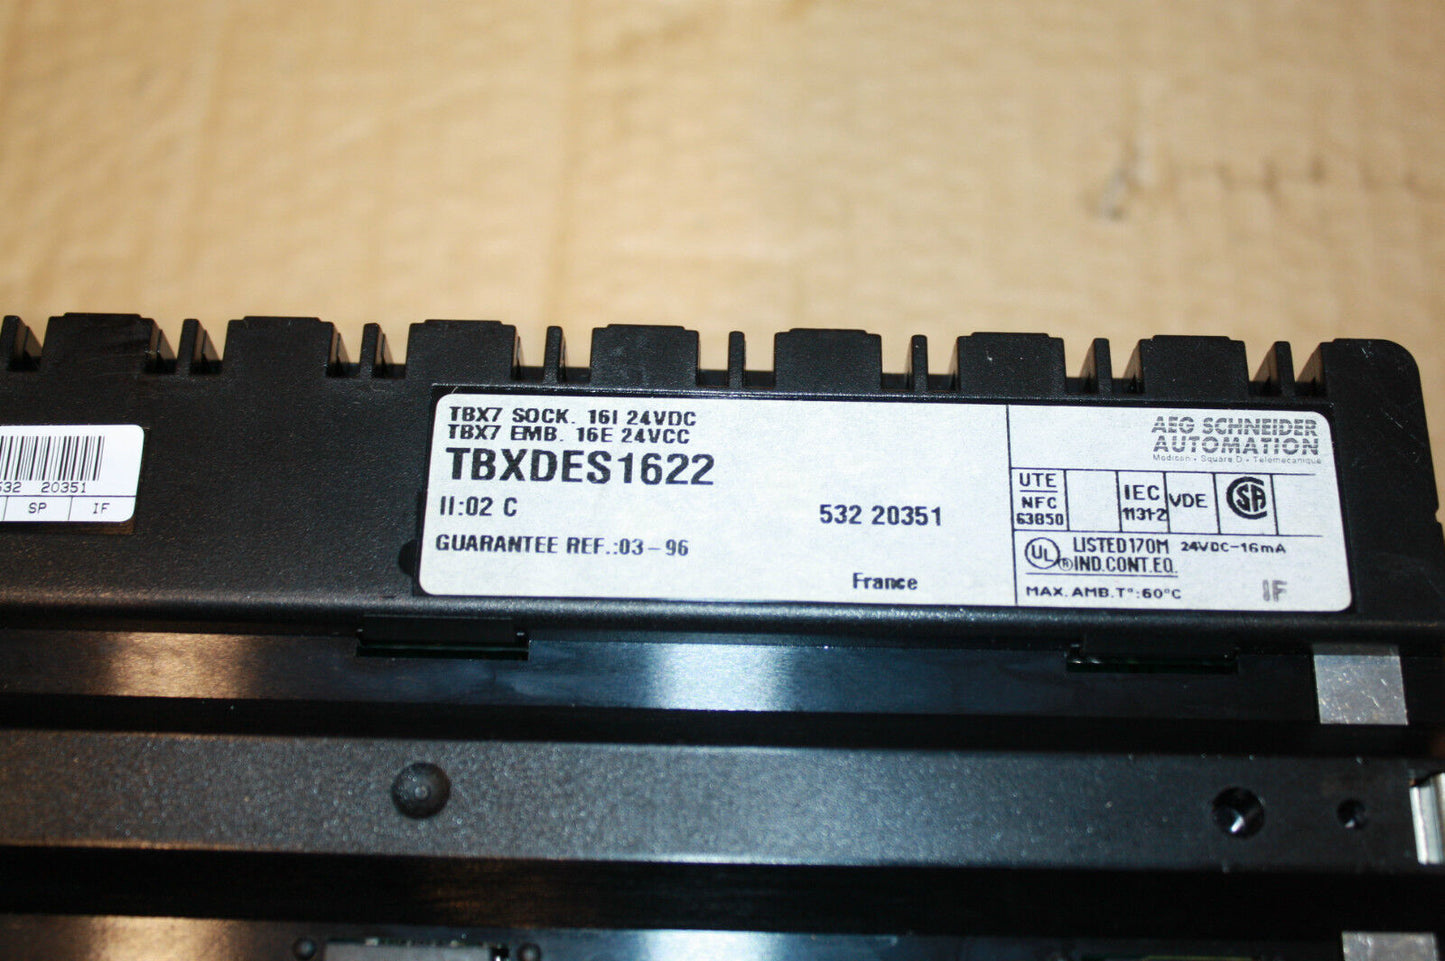 TBX7 SOCK. 16I 24VDC
TBX7 EMB. 16E 24VCC
TBXDES1622
II:02 C
532 20351
GUARANTEE REF.:03-96
France
AEG SCHNEIDER
AUTOMATION
Modicon • Square D • Telemecanique
UTE
NFC
63850
IEC
1131-2
VDE
SA
UL
® LISTED 170M 24VDC-16mA
IND.CONT.EQ.
MAX. AMB. T°:60°C
IF
532 20351
SP
IF